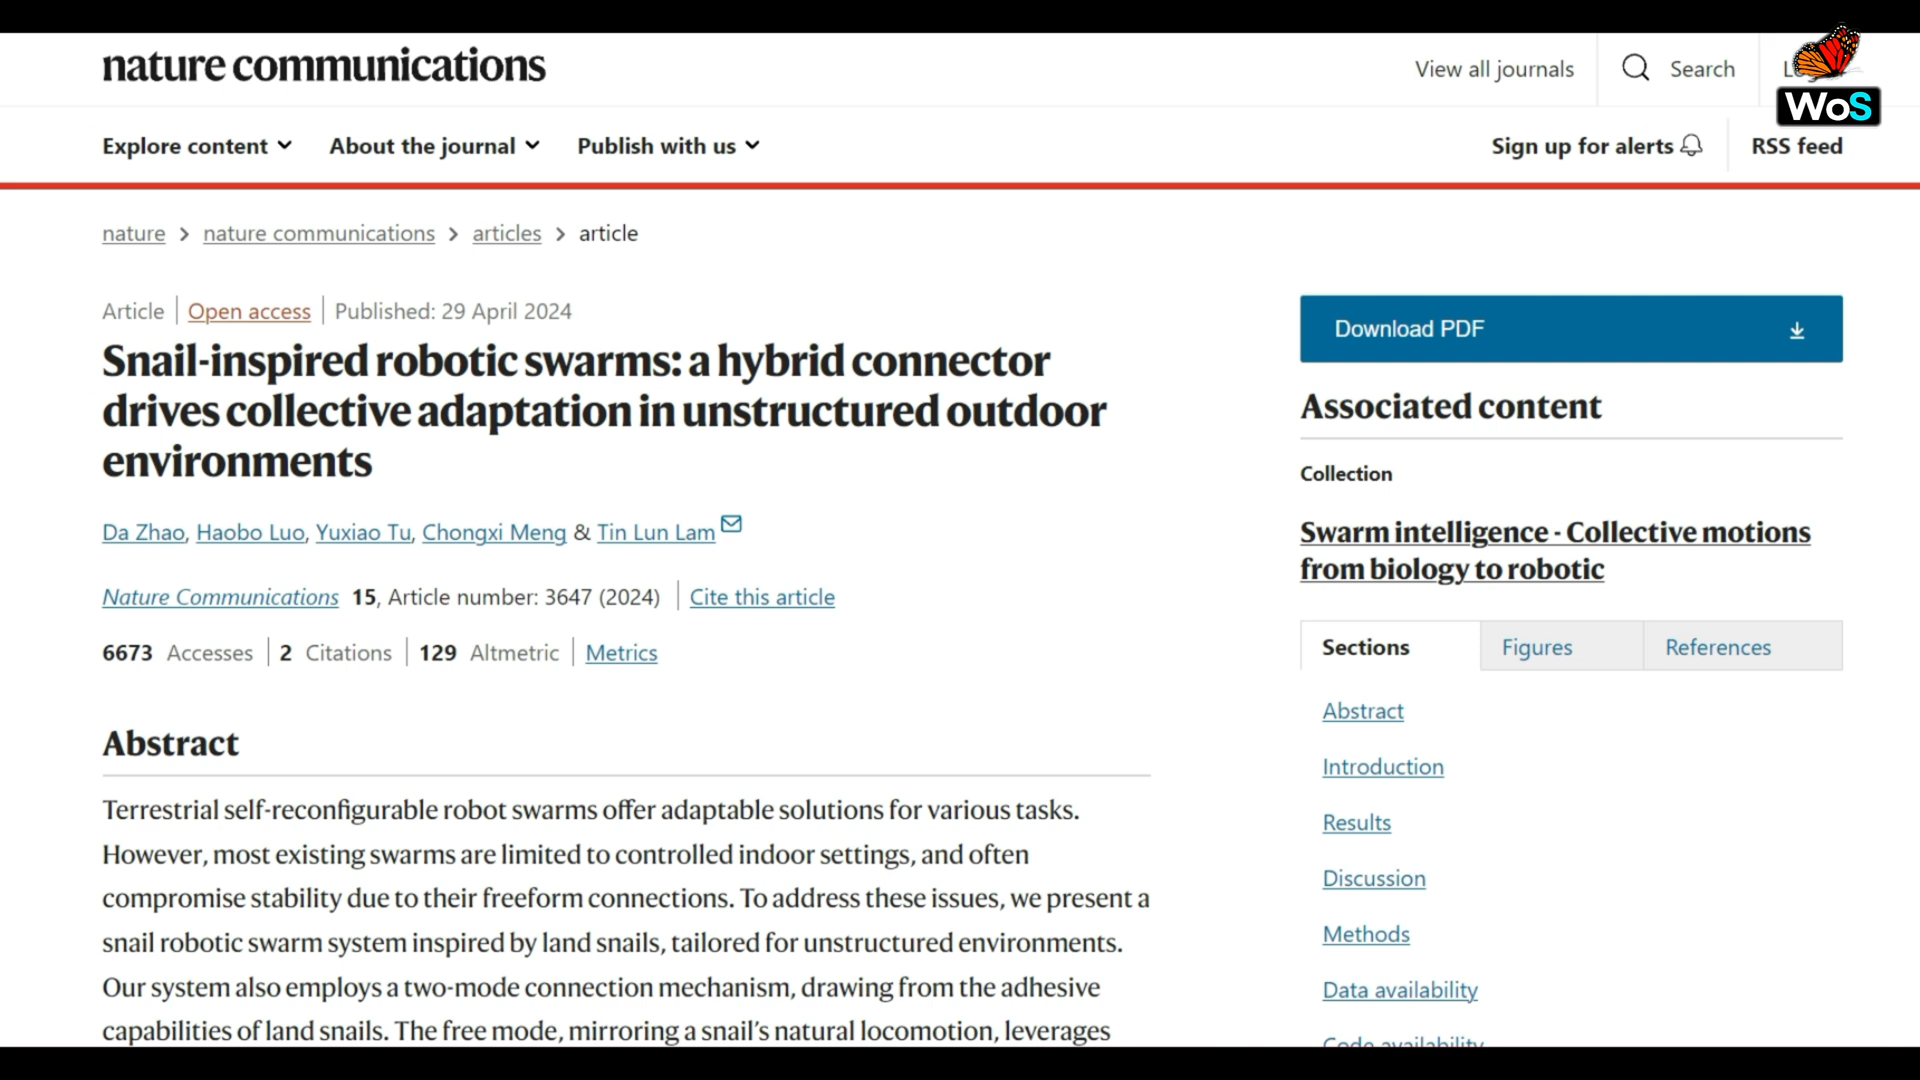 nature communications
View all journals
Search
WoS
Explore content
About the journal
Publish with us
Sign up for alerts
RSS feed
nature > nature communications > articles > article
Article | Open access | Published: 29 April 2024
Snail-inspired robotic swarms: a hybrid connector
drives collective adaptation in unstructured outdoor
environments
Da Zhao, Haobo Luo, Yuxiao Tu, Chongxi Meng & Tin Lun Lam
Nature Communications 15, Article number: 3647 (2024) | Cite this article
6673 Accesses | 2 Citations | 129 Altmetric | Metrics
Abstract
Terrestrial self-reconfigurable robot swarms offer adaptable solutions for various tasks.
However, most existing swarms are limited to controlled indoor settings, and often
compromise stability due to their freeform connections. To address these issues, we present a
snail robotic swarm system inspired by land snails, tailored for unstructured environments.
Our system also employs a two-mode connection mechanism, drawing from the adhesive
capabilities of land snails. The free mode, mirroring a snail’s natural locomotion, leverages
Download PDF
Associated content
Collection
Swarm intelligence - Collective motions
from biology to robotic
Sections
Figures
References
Abstract
Introduction
Results
Discussion
Methods
Data availability
Code availability